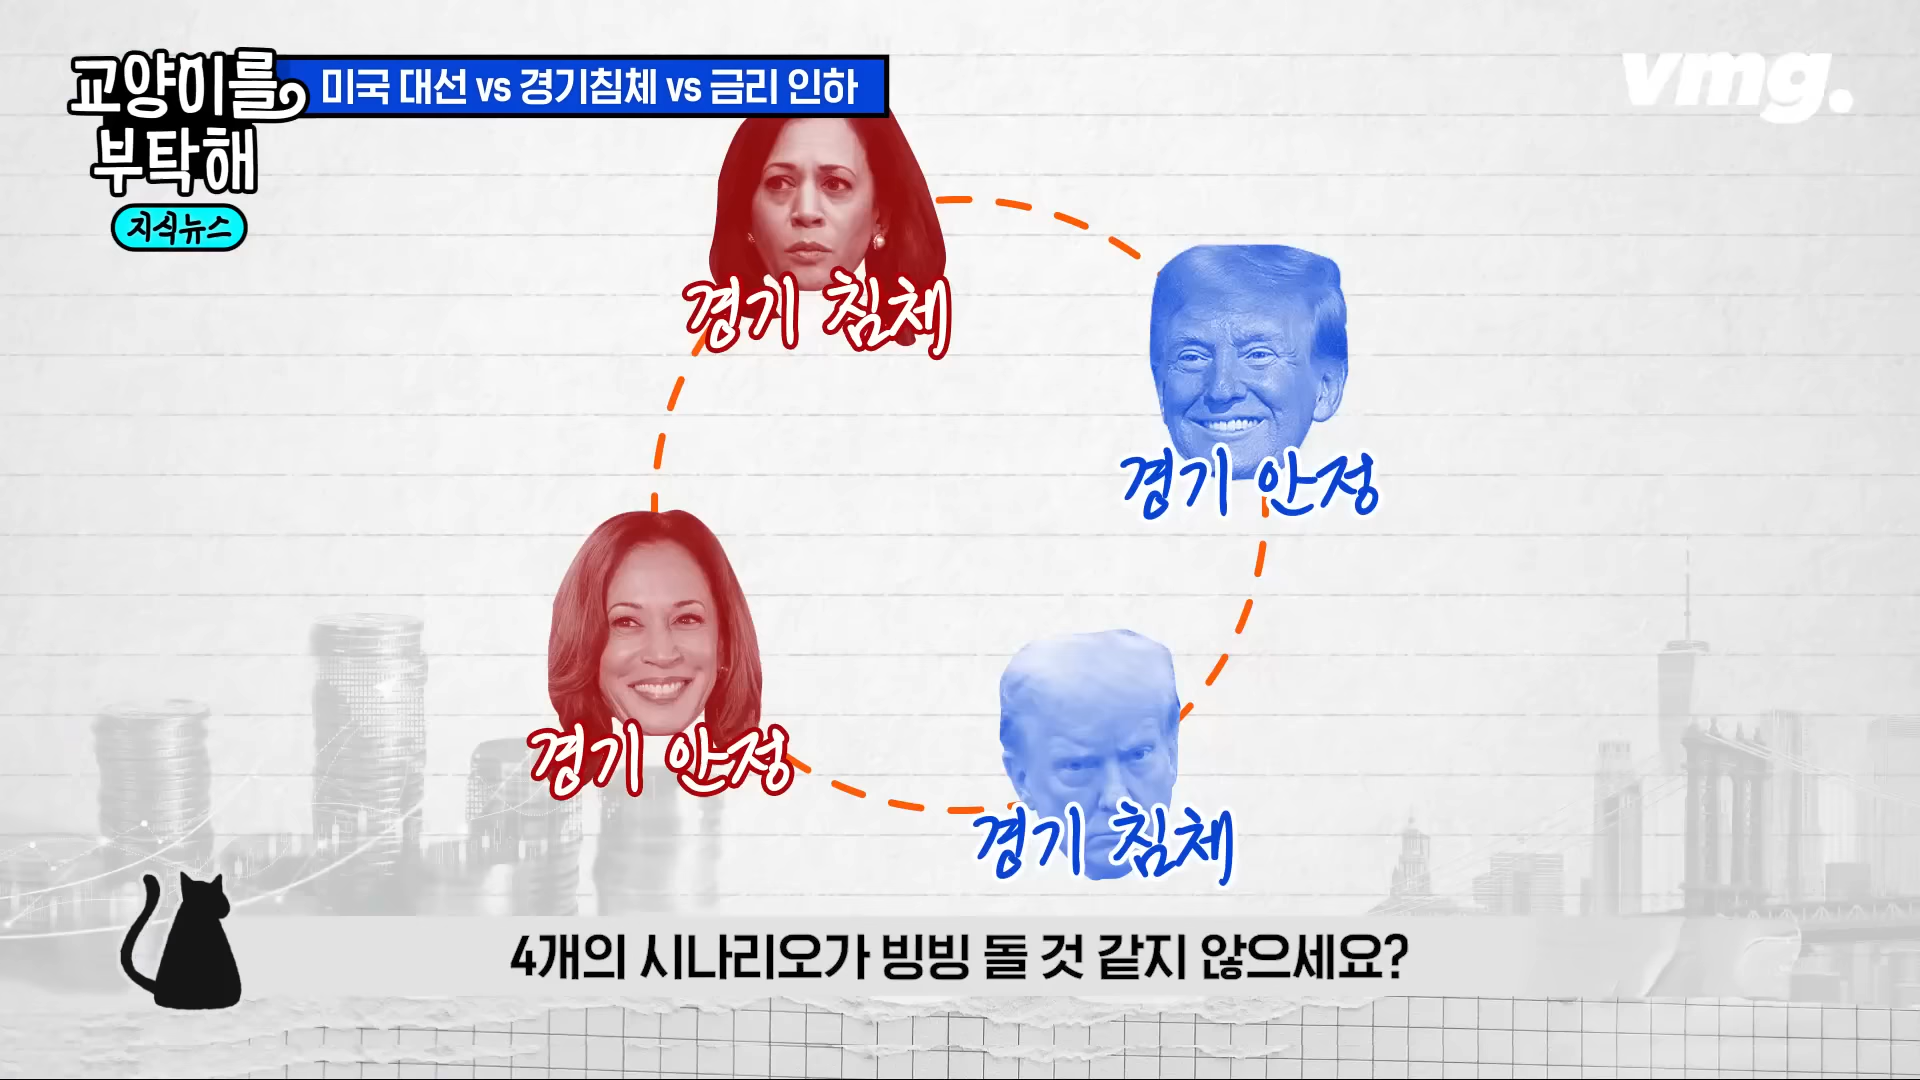 교양이를
부탁해
지식뉴스
미국 대선 vs 경기침체 vs 금리 인하
vmg.
경기 침체
경기 안정
경기 안정
경기 침체
4개의 시나리오가 빙빙 돌 것 같지 않으세요?